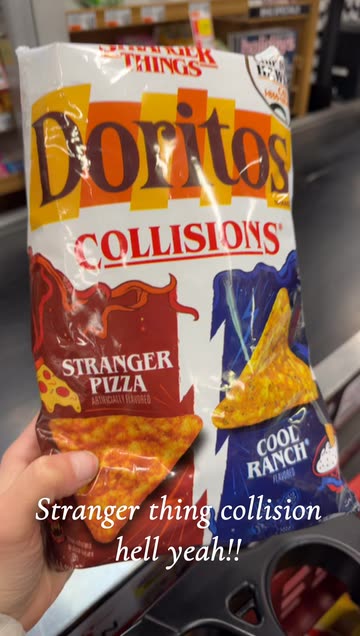 STRANGER
THINGS
Doritos
COLLISIONS®
STRANGER
PIZZA
ARTIFICIALLY FLAVORED
COOL
RANCH®
FLAVORED
Stranger thing collision
hell yeah!!